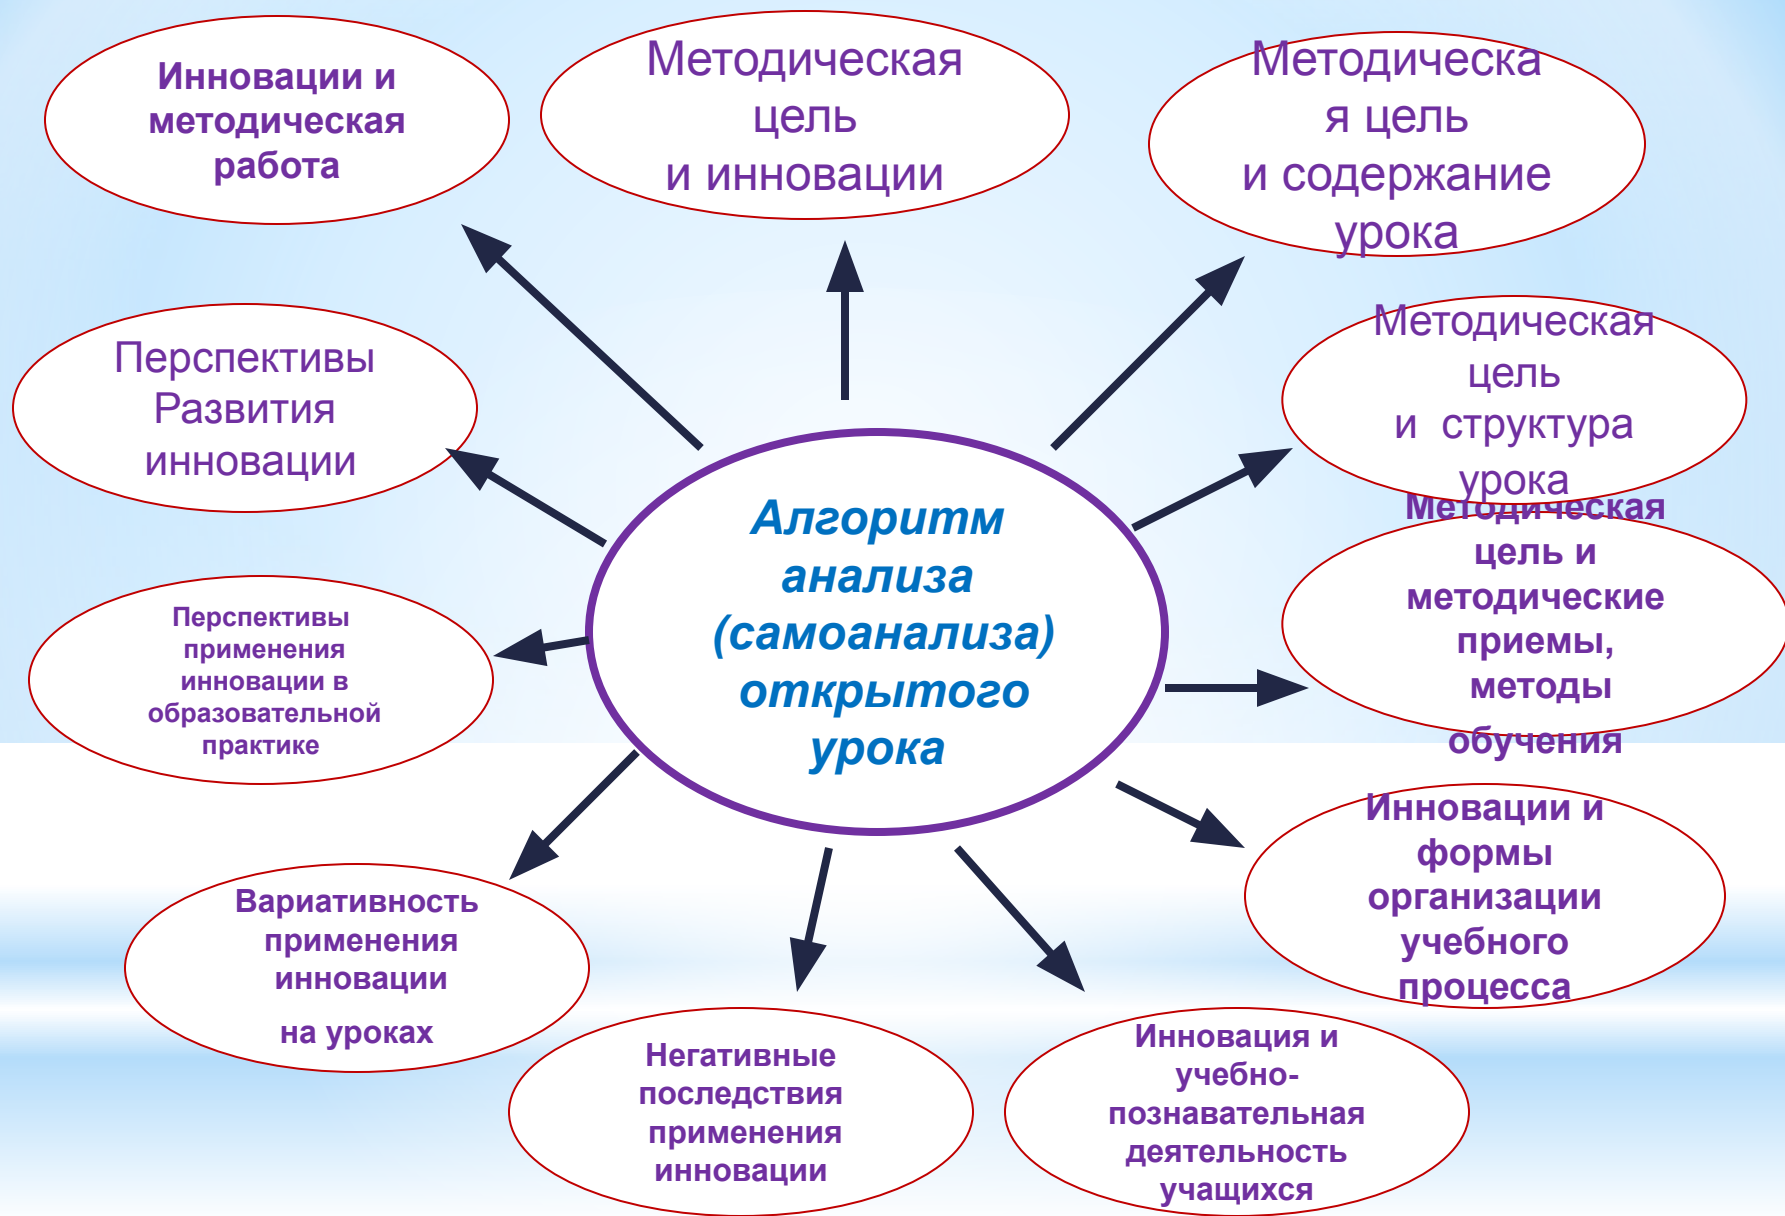 Инновации и
методическая
работа
Методическая
цель
и инновации
Методическа
я цель
и содержание
урока
Перспективы
Развития
инновации
Методическая
цель
и структура
урока
Алгоритм
анализа
(самоанализа)
открытого
урока
Методическая
цель и
методические
приемы,
методы
обучения
Перспективы
применения
инновации в
образовательной
практике
Инновации и
формы
организации
учебного
процесса
Вариативность
применения
инновации
на уроках
Негативные
последствия
применения
инновации
Инновация и
учебно-
познавательная
деятельность
учащихся